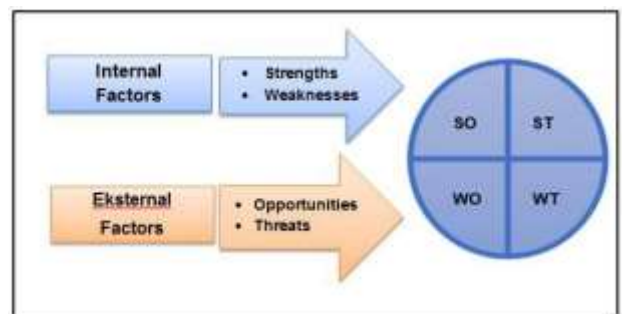 Internal
Factors
• Strengths
• Weaknesses
SO
ST
Eksternal
Factors
• Opportunities
• Threats
WO
WT